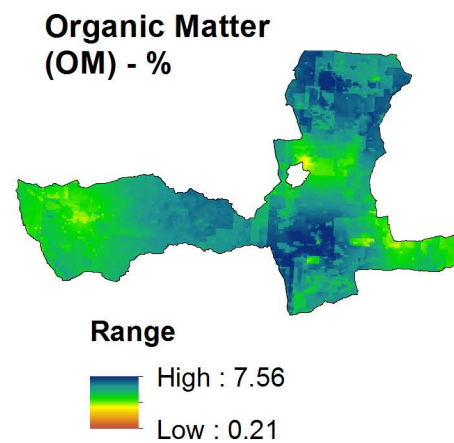 Organic Matter
(OM) - %
Range
High : 7.56
Low : 0.21